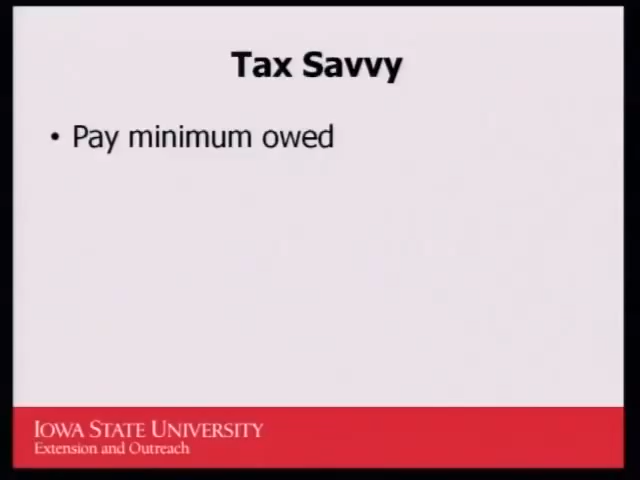 Tax Savvy
• Pay minimum owed
IOWA STATE UNIVERSITY
Extension and Outreach